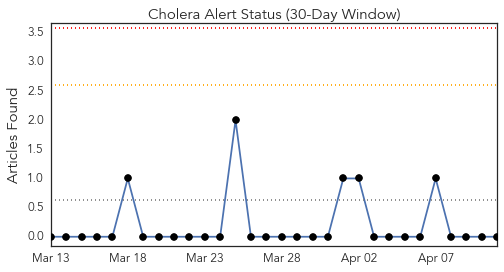 Cholera Alert Status (30-Day Window)
Articles Found
3.5
3.0
2.5
2.0
1.5
1.0
0.5
0.0
Mar 13 Mar 18 Mar 23 Mar 28 Apr 02 Apr 07